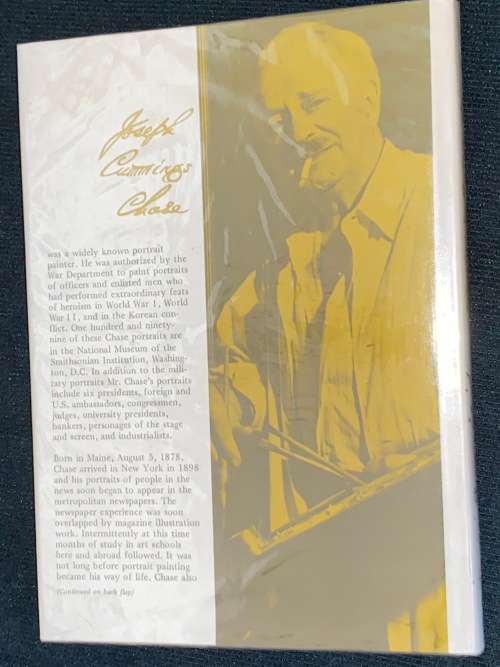 Joseph
Cummings
Chase
was a widely known portrait
painter. He was authorized by the
War Department to paint portraits
of officers and enlisted men who
had performed extraordinary feats
of heroism in World War I, World
War II, and in the Korean con-
flict. One hundred and ninety-
nine of these Chase portraits are
in the National Museum of the
Smithsonian Institution, Washing-
ton, D.C. In addition to the mili-
tary portraits Mr. Chase's portraits
include six presidents, foreign and
U.S. ambassadors, congressmen,
judges, university presidents,
bankers, personages of the stage
and screen, and industrialists.
Born in Maine, August 5, 1878,
Chase arrived in New York in 1898
and his portraits of people in the
news soon began to appear in the
metropolitan newspapers. The
newspaper experience was soon
overlapped by magazine illustration
work. Intermittently at this time
months of study in art schools
here and abroad followed. It was
not long before portrait painting
became his way of life. Chase also
(Continued on back flap)